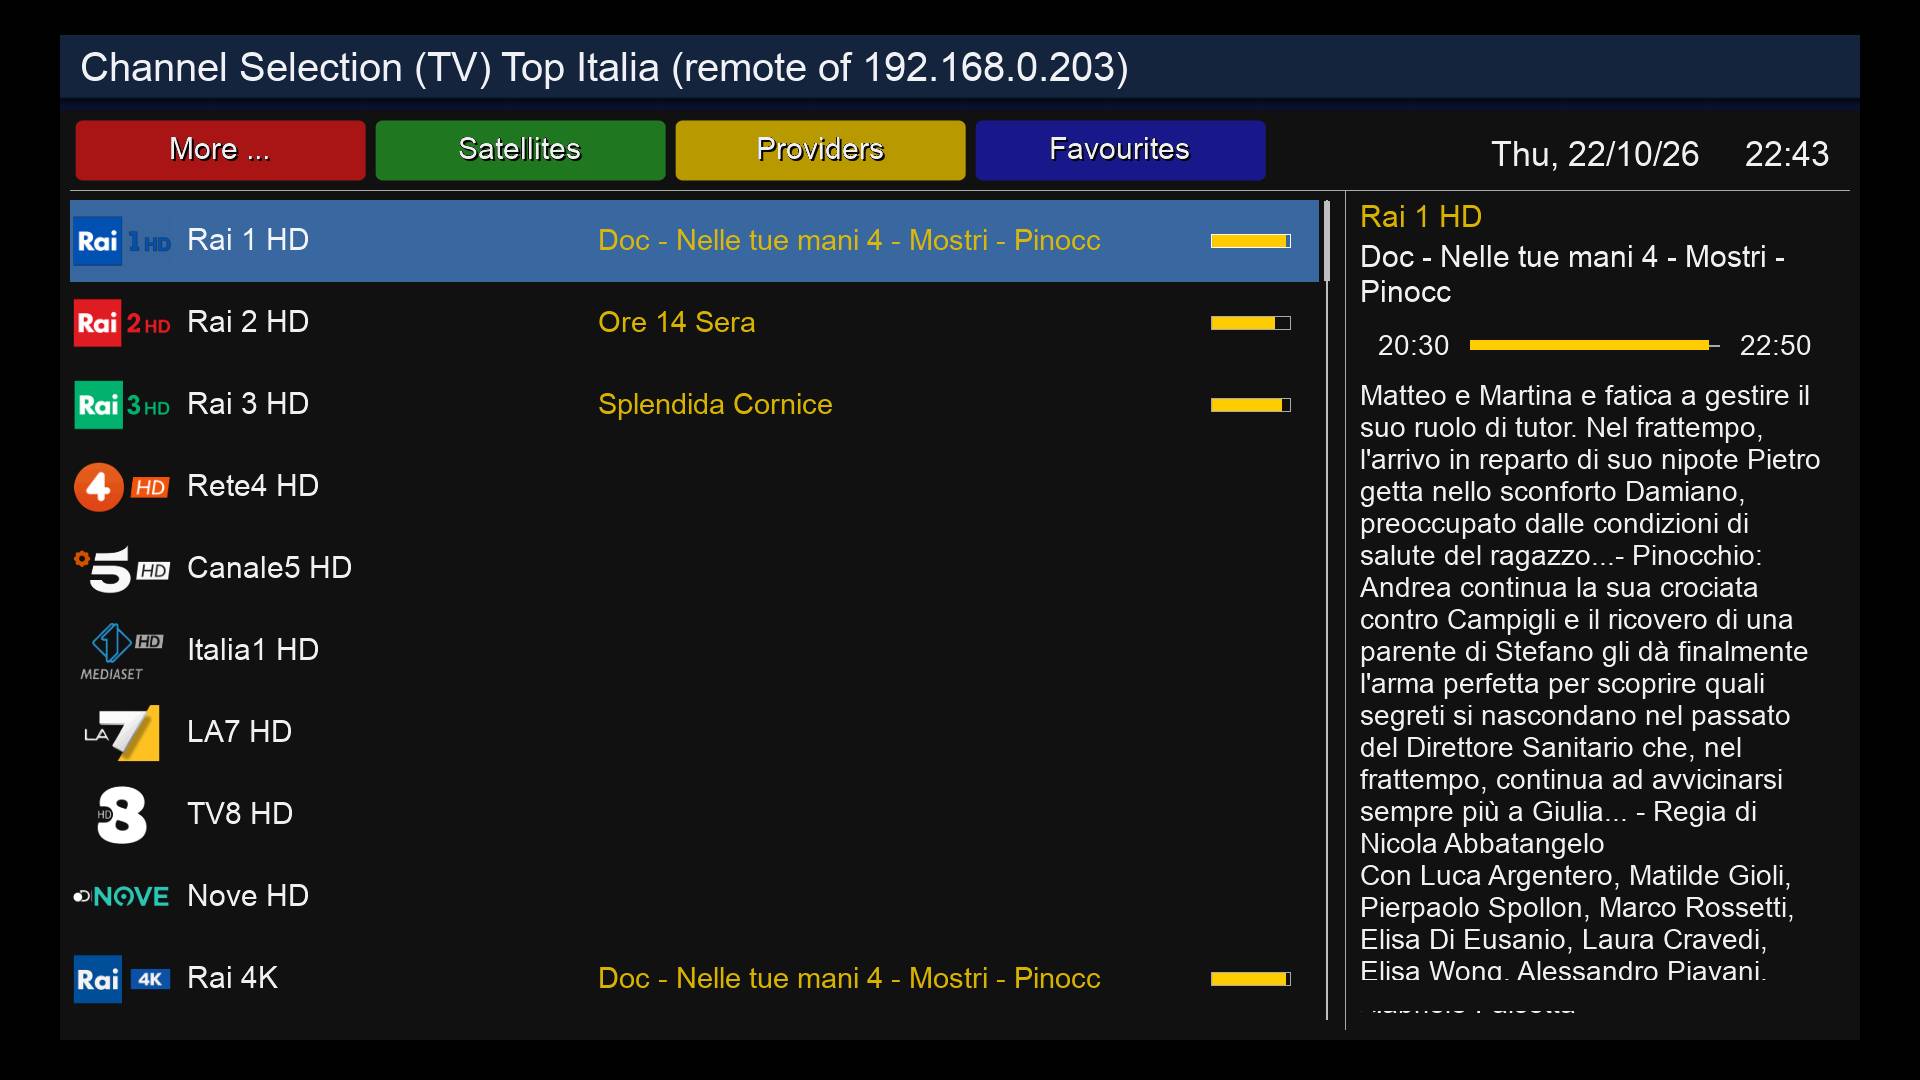 Channel Selection (TV) Top Italia (remote of 192.168.0.203)
More ...
Satellites
Providers
Favourites
Thu, 22/10/26 22:43
Rai 1 HD Rai 1 HD Doc - Nelle tue mani 4 - Mostri - Pinocc
Rai 2 HD Rai 2 HD Ore 14 Sera
Rai 3 HD Rai 3 HD Splendida Cornice
4 HD Rete4 HD
5 HD Canale5 HD
1 HD MEDIASET Italia1 HD
LA7 LA7 HD
8 HD TV8 HD
NOVE Nove HD
Rai 4K Rai 4K Doc - Nelle tue mani 4 - Mostri - Pinocc
Rai 1 HD
Doc - Nelle tue mani 4 - Mostri -
Pinocc
20:30 22:50
Matteo e Martina e fatica a gestire il
suo ruolo di tutor. Nel frattempo,
l'arrivo in reparto di suo nipote Pietro
getta nello sconforto Damiano,
preoccupato dalle condizioni di
salute del ragazzo...- Pinocchio:
Andrea continua la sua crociata
contro Campigli e il ricovero di una
parente di Stefano gli dà finalmente
l'arma perfetta per scoprire quali
segreti si nascondano nel passato
del Direttore Sanitario che, nel
frattempo, continua ad avvicinarsi
sempre più a Giulia... - Regia di
Nicola Abbatangelo
Con Luca Argentero, Matilde Gioli,
Pierpaolo Spollon, Marco Rossetti,
Elisa Di Eusanio, Laura Cravedi,
Elisa Wong, Alessandro Piavani,